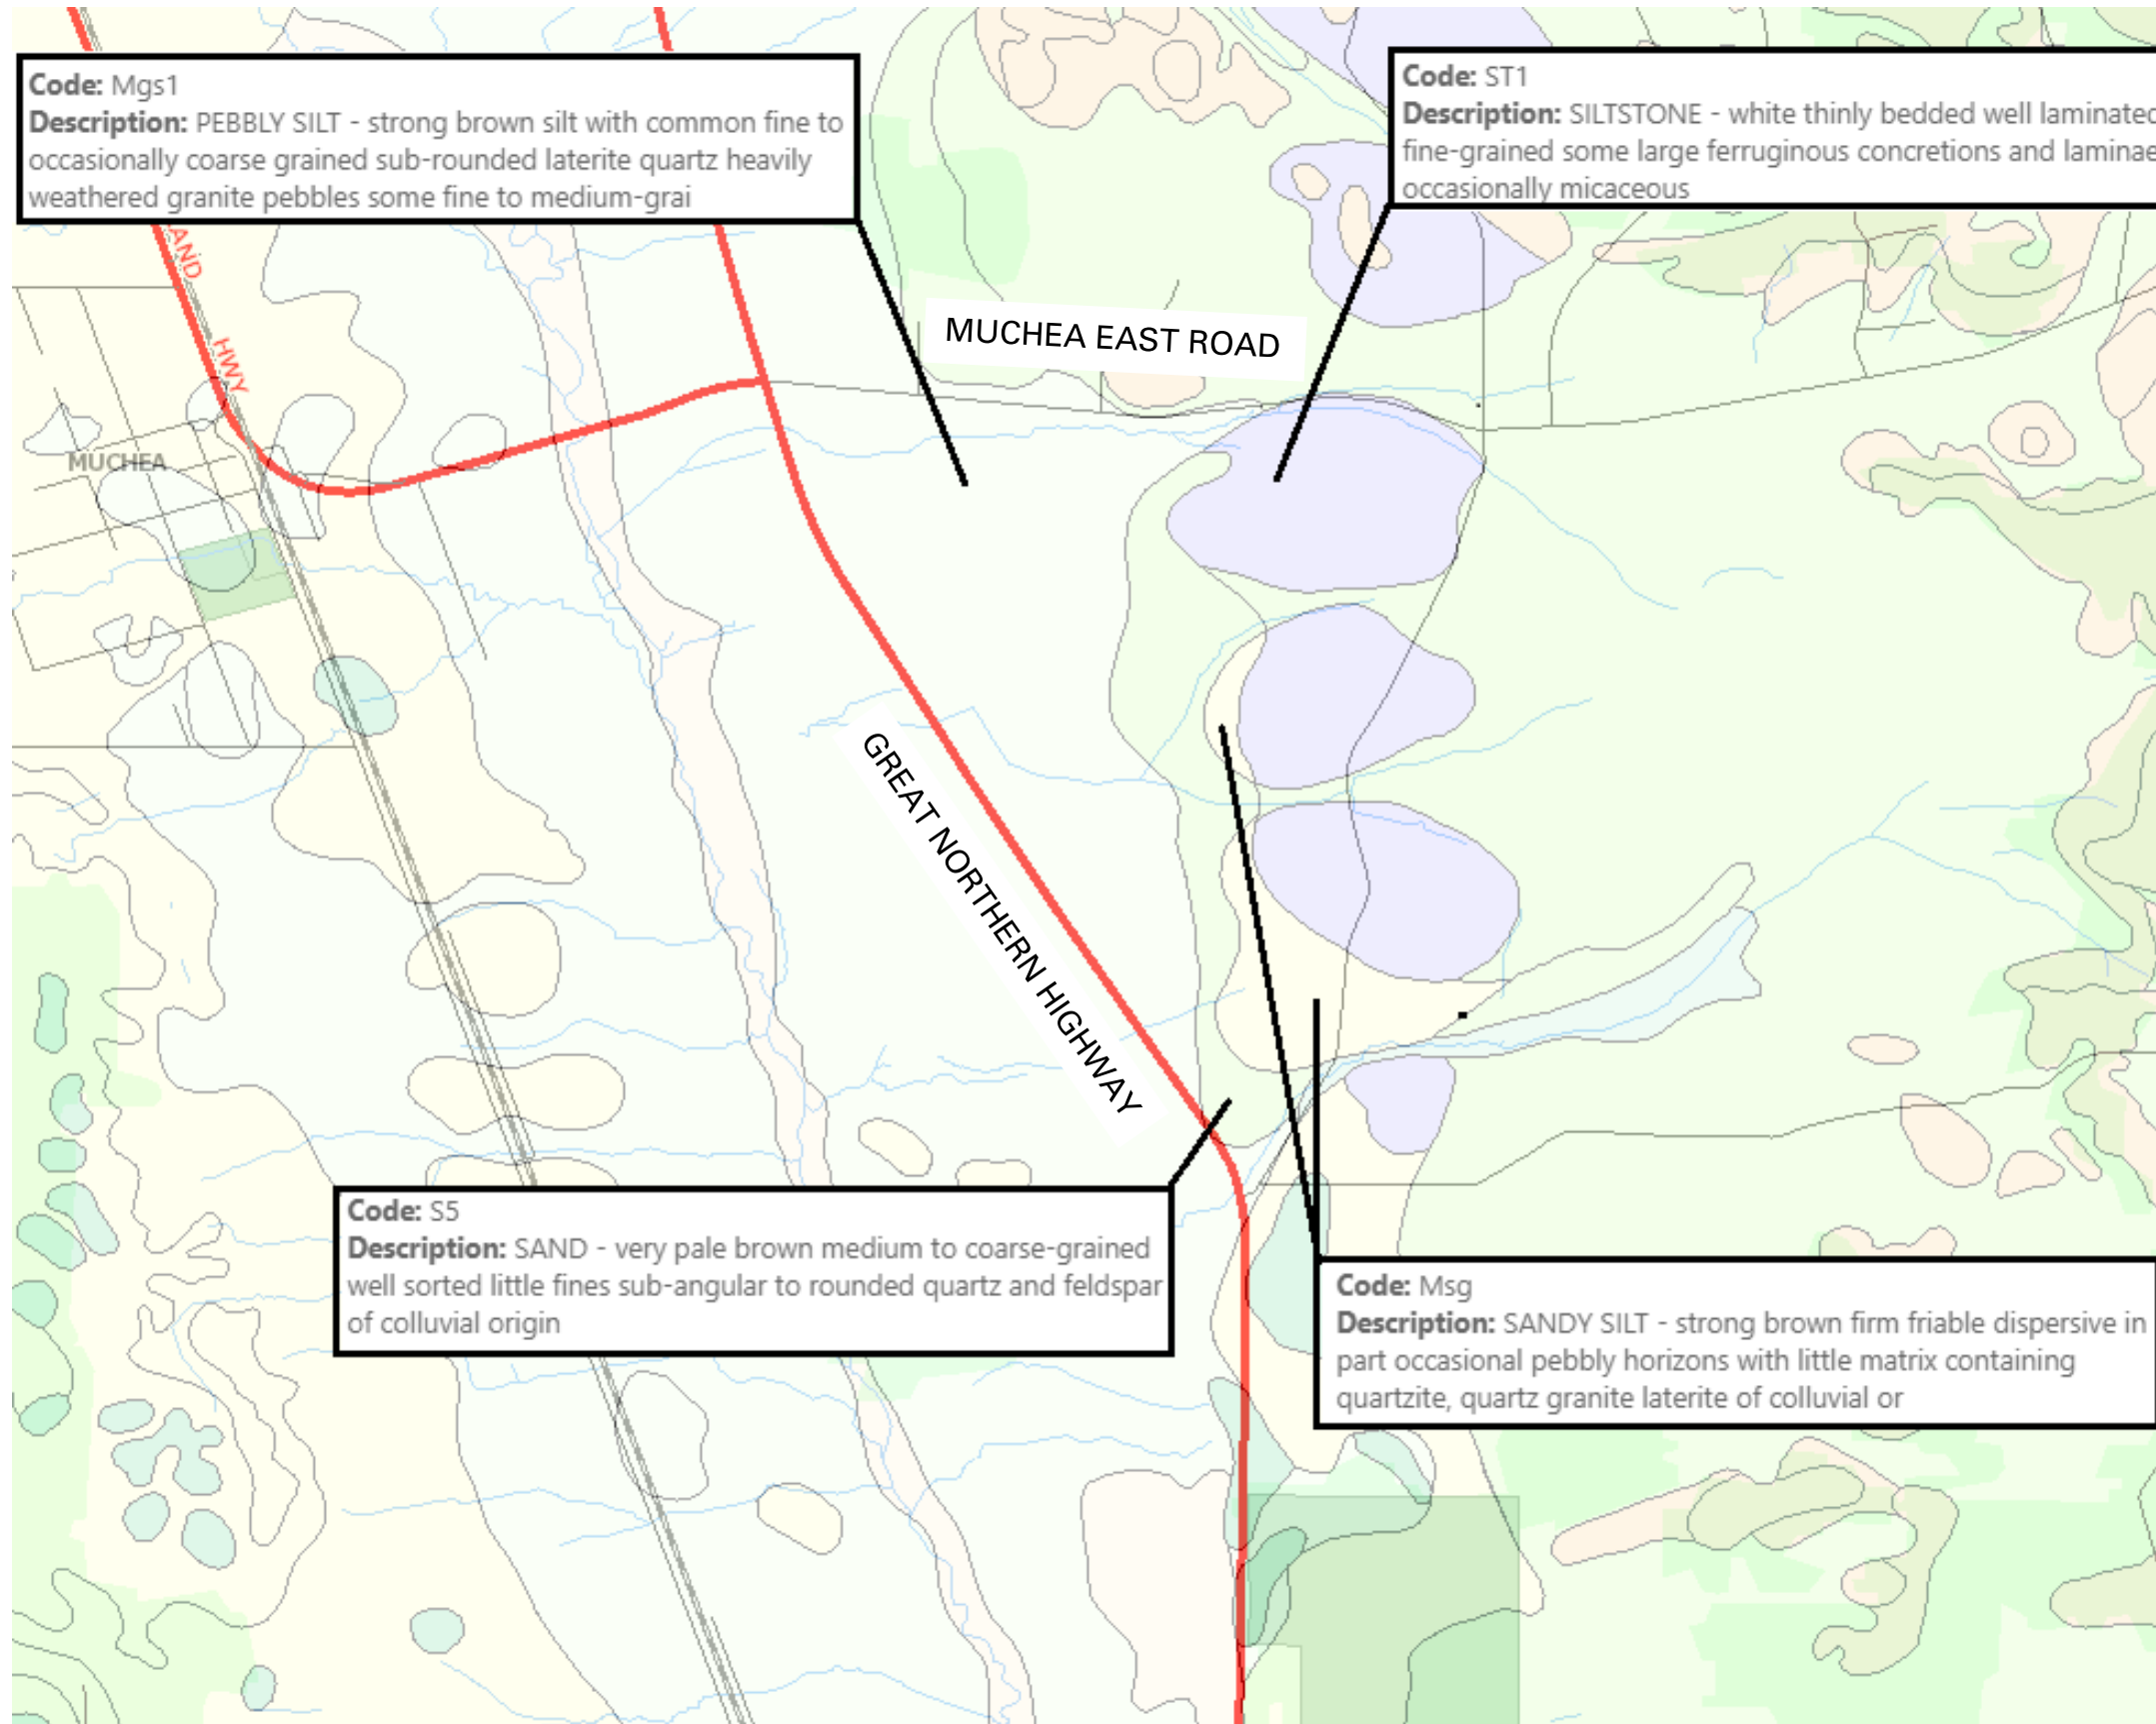 Code: Mgs1
Description: PEBBLY SILT - strong brown silt with common fine to
occasionally coarse grained sub-rounded laterite quartz heavily
weathered granite pebbles some fine to medium-grai
Code: ST1
Description: SILTSTONE - white thinly bedded well laminated
fine-grained some large ferruginous concretions and laminae
occasionally micaceous
AND HWY
MUCHEA EAST ROAD
MUCHEA
GREAT NORTHERN HIGHWAY
Code: S5
Description: SAND - very pale brown medium to coarse-grained
well sorted little fines sub-angular to rounded quartz and feldspar
of colluvial origin
Code: Msg
Description: SANDY SILT - strong brown firm friable dispersive in
part occasional pebbly horizons with little matrix containing
quartzite, quartz granite laterite of colluvial or